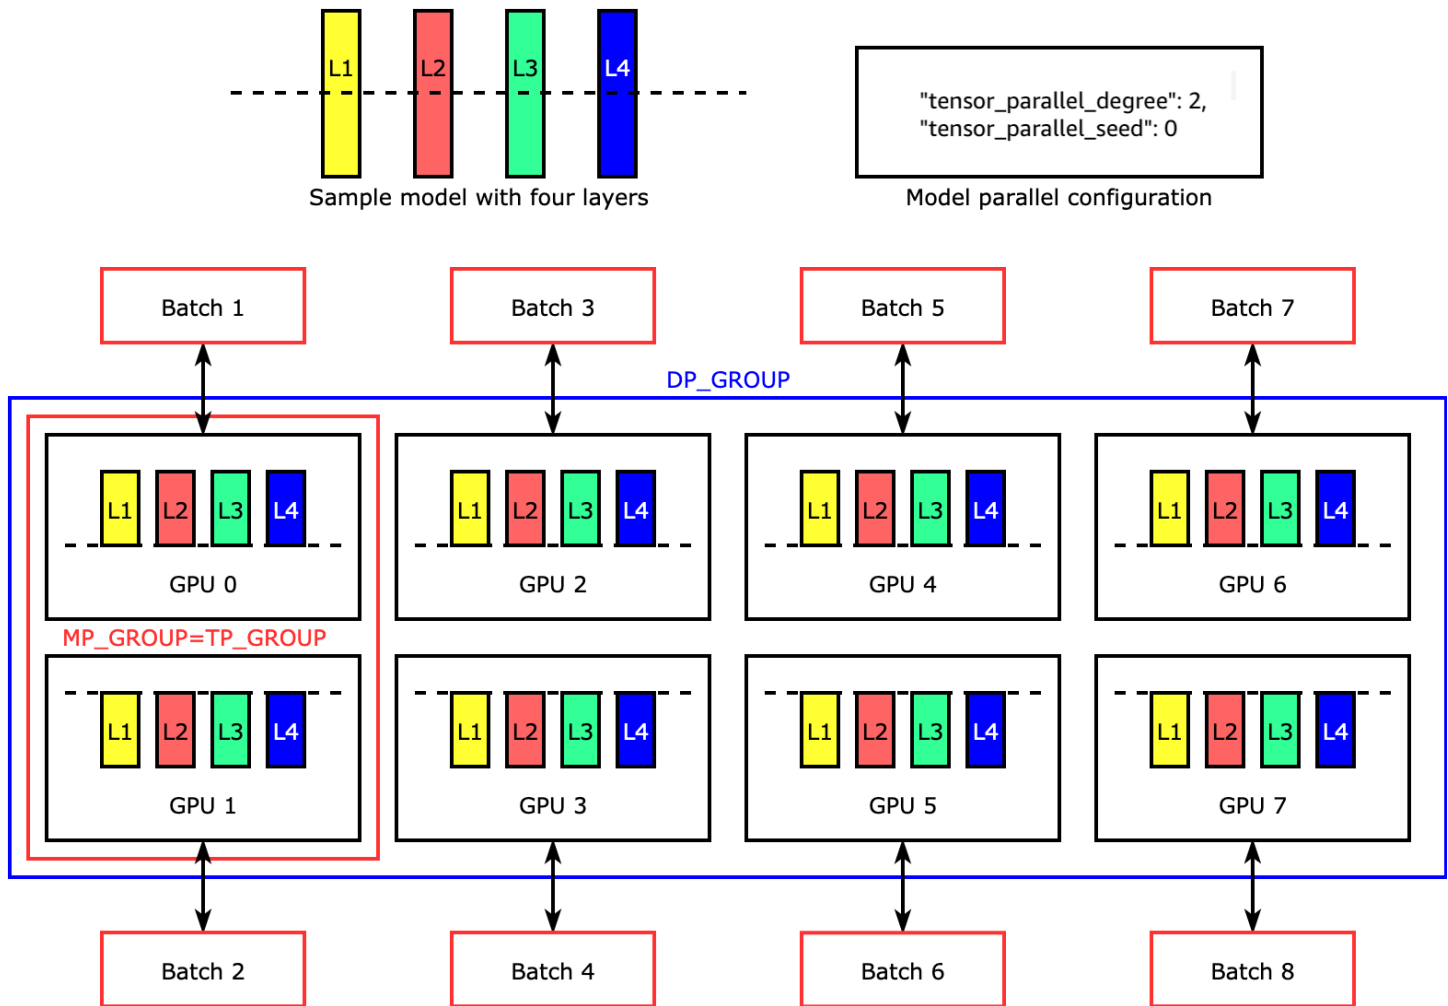 L1 L2 L3 L4
"tensor_parallel_degree": 2,
"tensor_parallel_seed": 0
Sample model with four layers
Model parallel configuration
Batch 1
Batch 3
Batch 5
Batch 7
DP_GROUP
L1 L2 L3 L4
GPU 0
L1 L2 L3 L4
GPU 2
L1 L2 L3 L4
GPU 4
L1 L2 L3 L4
GPU 6
MP_GROUP=TP_GROUP
L1 L2 L3 L4
GPU 1
L1 L2 L3 L4
GPU 3
L1 L2 L3 L4
GPU 5
L1 L2 L3 L4
GPU 7
Batch 2
Batch 4
Batch 6
Batch 8